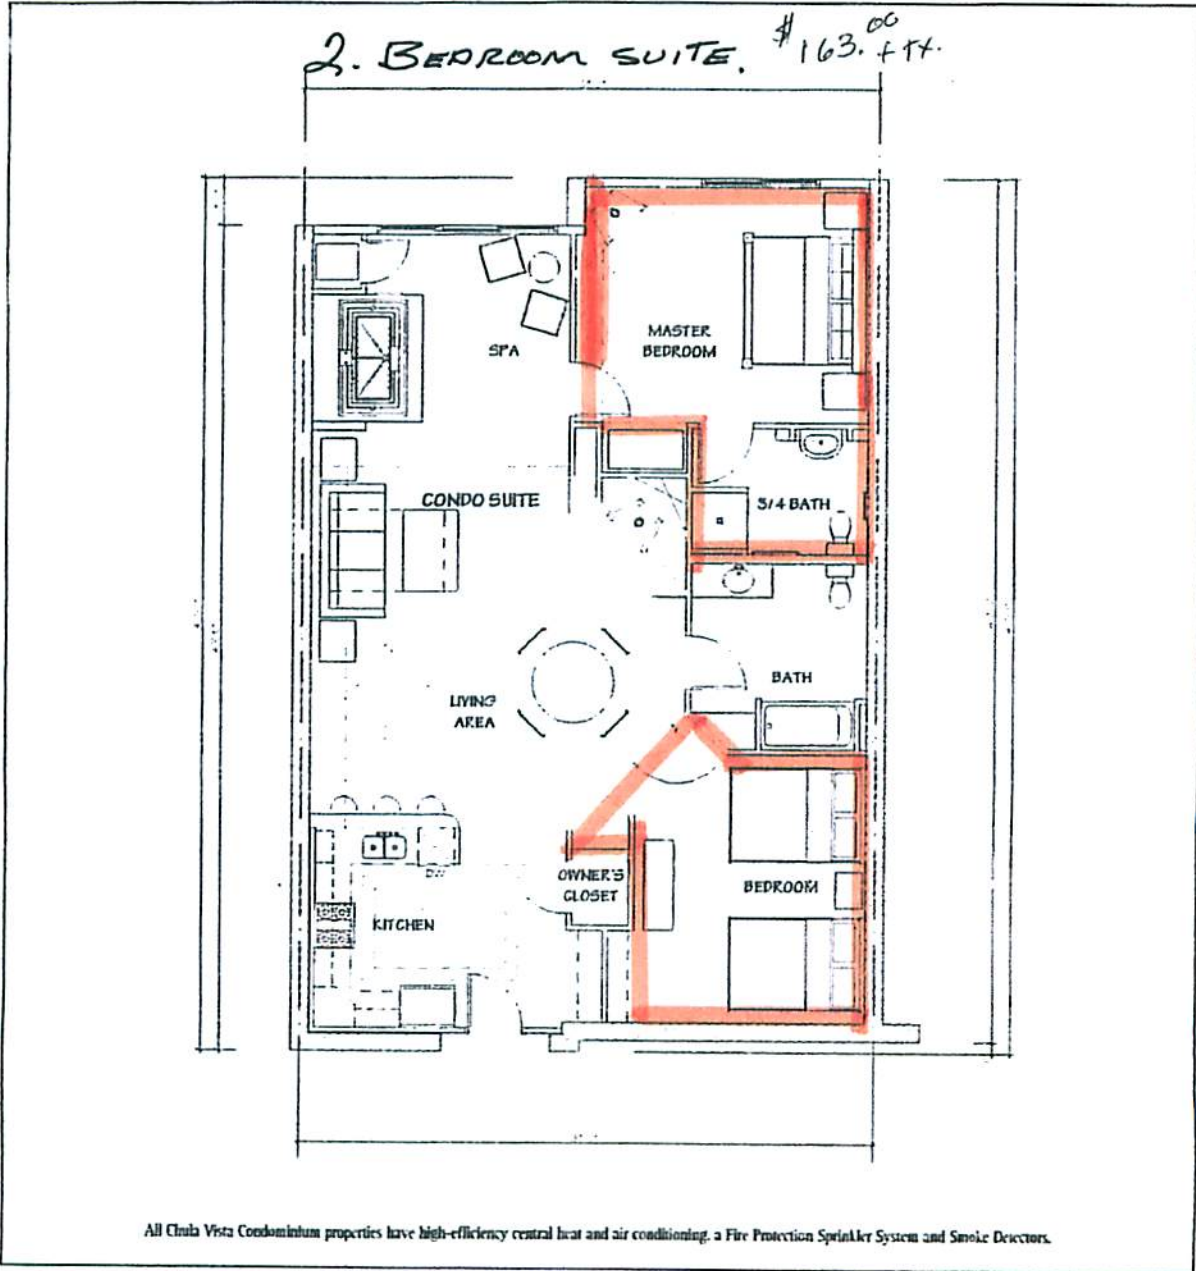 2. BEDROOM SUITE. $163.00 + TX.
MASTER
BEDROOM
SPA
CONDO SUITE
3/4 BATH
BATH
LIVING
AREA
OWNER'S
CLOSET
BEDROOM
DW
KITCHEN
All Chula Vista Condominium properties have high-efficiency central heat and air conditioning, a Fire Protection Sprinkler System and Smoke Detectors.